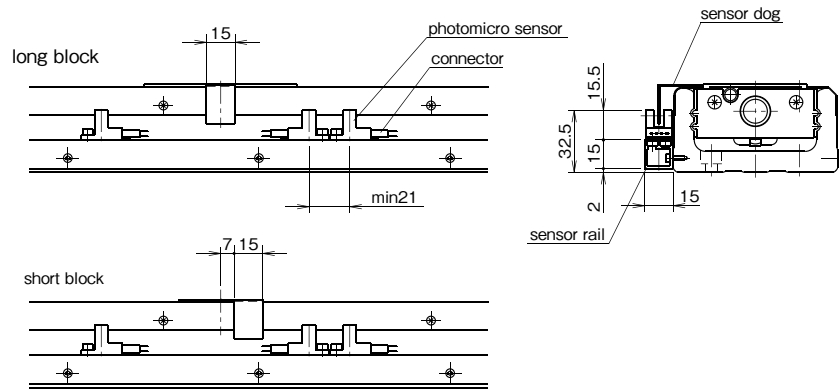 15
photomicro sensor
long block
connector
min21
sensor dog
15.5
32.5
15
2
15
sensor rail
7
15
short block